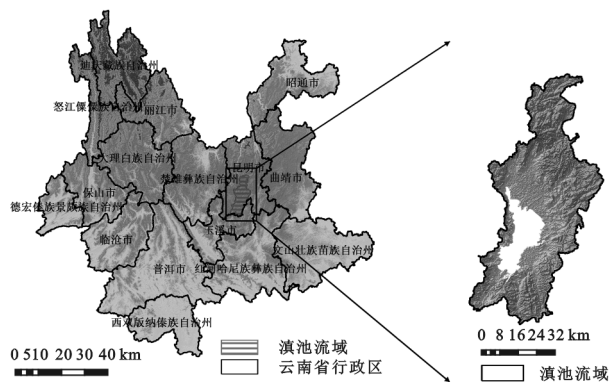 迪庆藏族自治州
昭通市
怒江傈僳族自治州
丽江市
大理白族自治州
楚雄彝族自治州
昆明市
曲靖市
保山市
德宏傣族景颇族自治州
临沧市
玉溪市
文山壮族苗族自治州
普洱市
红河哈尼族彝族自治州
西双版纳傣族自治州
0 510 20 30 40 km
滇池流域
云南省行政区
0 8 16 24 32 km
滇池流域